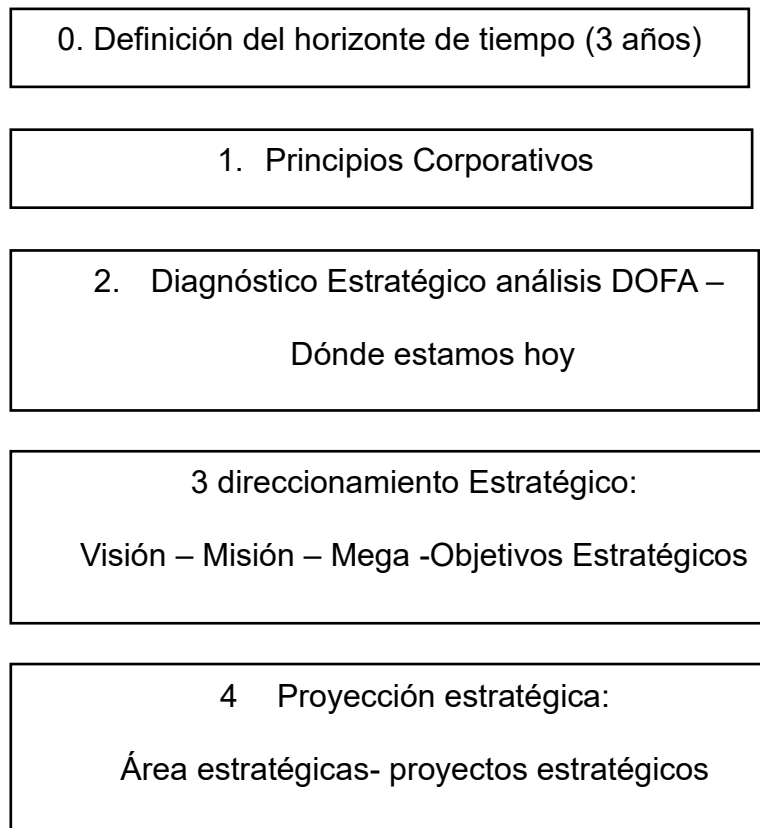 0. Definición del horizonte de tiempo (3 años)
1. Principios Corporativos
2. Diagnóstico Estratégico análisis DOFA –
Dónde estamos hoy
3 direccionamiento Estratégico:
Visión – Misión – Mega -Objetivos Estratégicos
4 Proyección estratégica:
Área estratégicas- proyectos estratégicos